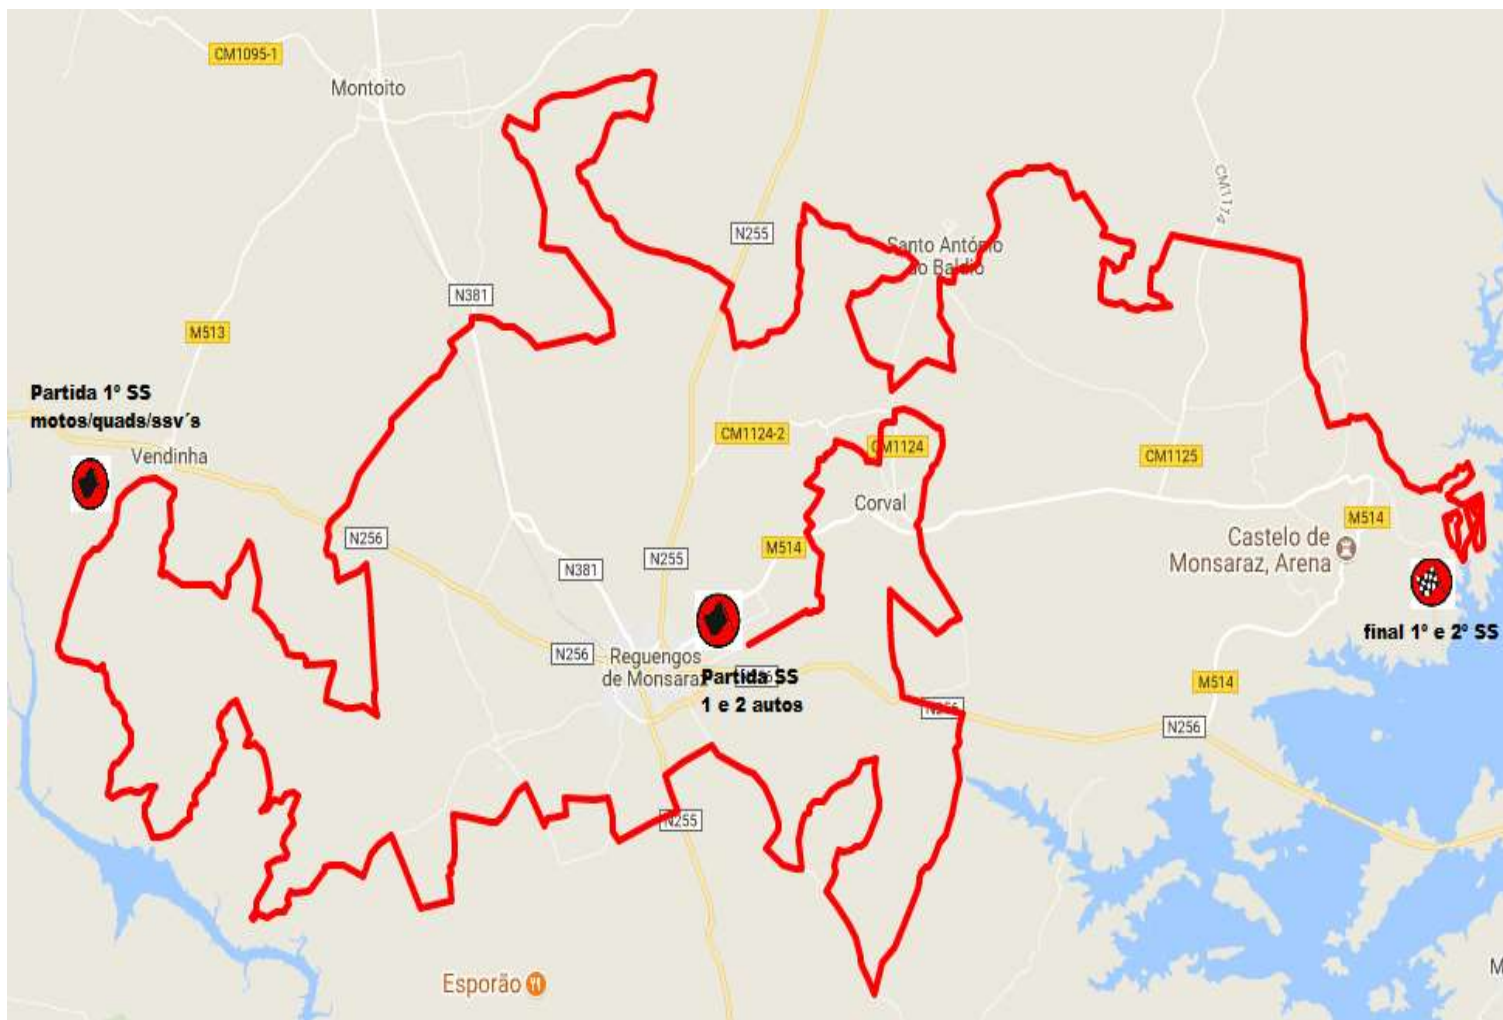 CM1095-1
Montoito
CM1174
N255
Santo António
do Baldio
N381
M513
Partida 1º SS
motos/quads/ssv´s
Vendinha
CM1124-2
CM1124
CM1125
Corval
M514
N256
M514
N255
Castelo de
Monsaraz, Arena
N381
N256
Reguengos
de Monsaraz
Partida SS
1 e 2 autos
final 1º e 2º SS
M514
N256
N256
N255
Esporão
M